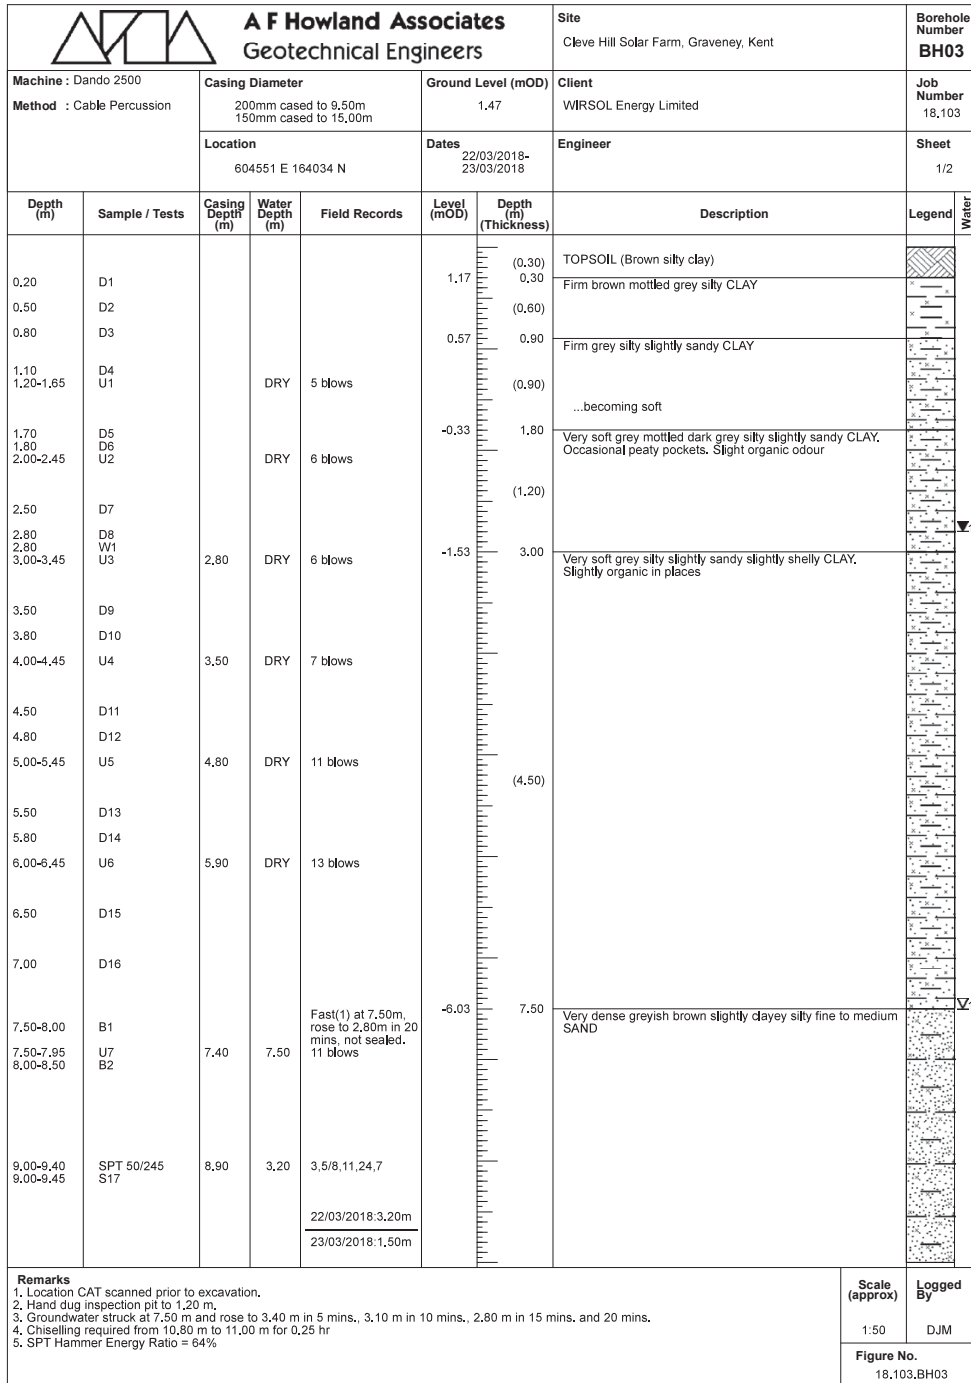 A F Howland Associates
Geotechnical Engineers
Site
Cleve Hill Solar Farm, Graveney, Kent
Borehole
Number
BH03
Machine : Dando 2500
Method : Cable Percussion
Casing Diameter
200mm cased to 9.50m
150mm cased to 15.00m
Ground Level (mOD)
1.47
Client
WIRSOL Energy Limited
Job
Number
18.103
Location
604551 E 164034 N
Dates
22/03/2018-
23/03/2018
Engineer
Sheet
1/2
Depth (m) Sample / Tests Casing Depth (m) Water Depth (m) Field Records Level (mOD) Depth (m) (Thickness) Description Legend Water
(0.30) TOPSOIL (Brown silty clay)
0.20 D1 1.17 0.30 Firm brown mottled grey silty CLAY
0.50 D2 (0.60)
0.80 D3 0.57 0.90 Firm grey silty slightly sandy CLAY
1.10 D4
1.20-1.65 U1 DRY 5 blows (0.90)
...becoming soft
1.70 D5 -0.33 1.80 Very soft grey mottled dark grey silty slightly sandy CLAY.
1.80 D6 Occasional peaty pockets. Slight organic odour
2.00-2.45 U2 DRY 6 blows
(1.20)
2.50 D7
2.80 D8
2.80 W1
3.00-3.45 U3 2.80 DRY 6 blows -1.53 3.00 Very soft grey silty slightly sandy slightly shelly CLAY.
Slightly organic in places
3.50 D9
3.80 D10
4.00-4.45 U4 3.50 DRY 7 blows
4.50 D11
4.80 D12
5.00-5.45 U5 4.80 DRY 11 blows
(4.50)
5.50 D13
5.80 D14
6.00-6.45 U6 5.90 DRY 13 blows
6.50 D15
7.00 D16
Fast(1) at 7.50m, -6.03 7.50 Very dense greyish brown slightly clayey silty fine to medium
7.50-8.00 B1 rose to 2.80m in 20 SAND
mins, not sealed.
7.50-7.95 U7 7.40 7.50 11 blows
8.00-8.50 B2
9.00-9.40 SPT 50/245 8.90 3.20 3,5/8,11,24,7
9.00-9.45 S17
22/03/2018:3.20m
23/03/2018:1.50m
Remarks
1. Location CAT scanned prior to excavation.
2. Hand dug inspection pit to 1.20 m.
3. Groundwater struck at 7.50 m and rose to 3.40 m in 5 mins., 3.10 m in 10 mins., 2.80 m in 15 mins. and 20 mins.
4. Chiselling required from 10.80 m to 11.00 m for 0.25 hr
5. SPT Hammer Energy Ratio = 64%
Scale
(approx)
1:50
Logged
By
DJM
Figure No.
18.103.BH03